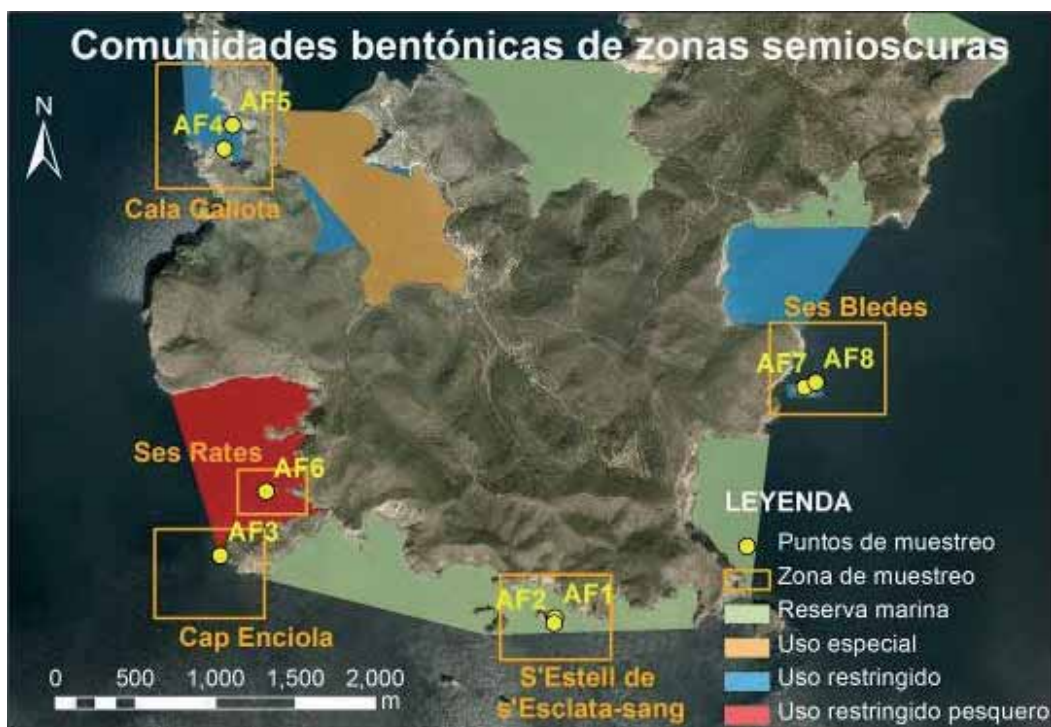 Comunidades bentónicas de zonas semioscuras
N
AF5
AF4
Cala Gallota
Ses Bledes
AF7 AF8
Ses Rates
AF6
AF3
Cap Enciola
AF2 AF1
S'Estell de
s'Esclata-sang
LEYENDA
Puntos de muestreo
Zona de muestreo
Reserva marina
Uso especial
Uso restringido
Uso restringido pesquero
0 500 1,000 1,500 2,000
m